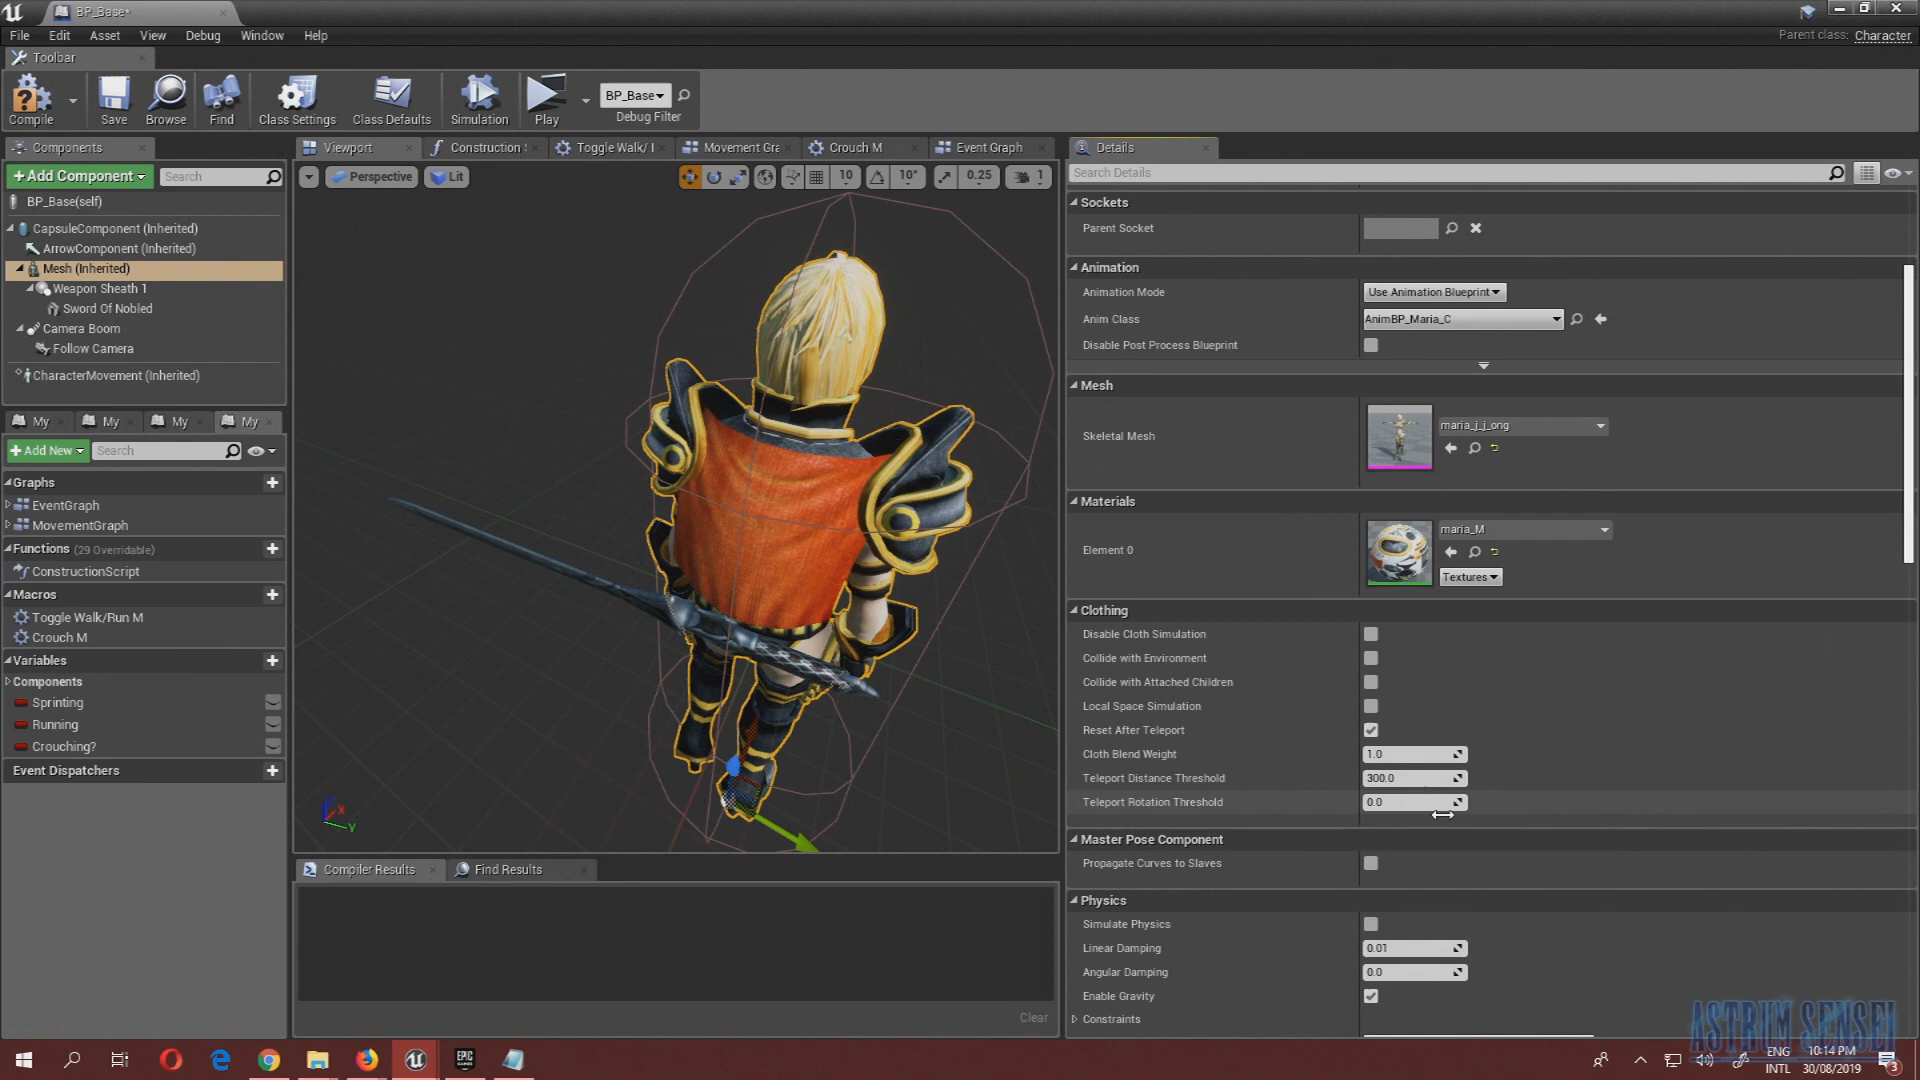 BP_Base*
File Edit Asset View Debug Window Help
Parent class: Character
Toolbar
Compile Save Browse Find Class Settings Class Defaults Simulation Play
BP_Base
Debug Filter
Components
Viewport Construction Toggle Walk/ Movement Gra Crouch M Event Graph
Details
+Add Component Search
Perspective Lit 10 10° 0.25 1
Search Details
BP_Base(self)
CapsuleComponent (Inherited)
ArrowComponent (Inherited)
Mesh (Inherited)
Weapon Sheath 1
Sword Of Nobled
Camera Boom
Follow Camera
CharacterMovement (Inherited)
My My My My
+Add New Search
Graphs
EventGraph
MovementGraph
Functions (29 Overridable)
ConstructionScript
Macros
Toggle Walk/Run M
Crouch M
Variables
Components
Sprinting
Running
Crouching?
Event Dispatchers
X
Y
Compiler Results Find Results
Clear
Sockets
Parent Socket
Animation
Animation Mode Use Animation Blueprint
Anim Class AnimBP_Maria_C
Disable Post Process Blueprint
Mesh
Skeletal Mesh maria_j_j_ong
Materials
Element 0 maria_M
Textures
Clothing
Disable Cloth Simulation
Collide with Environment
Collide with Attached Children
Local Space Simulation
Reset After Teleport
Cloth Blend Weight 1.0
Teleport Distance Threshold 300.0
Teleport Rotation Threshold 0.0
Master Pose Component
Propagate Curves to Slaves
Physics
Simulate Physics
Linear Damping 0.01
Angular Damping 0.0
Enable Gravity
Constraints
ASTRUM SENSEI
EPIC GAMES
ENG
INTL
10:14 PM
30/08/2019
3